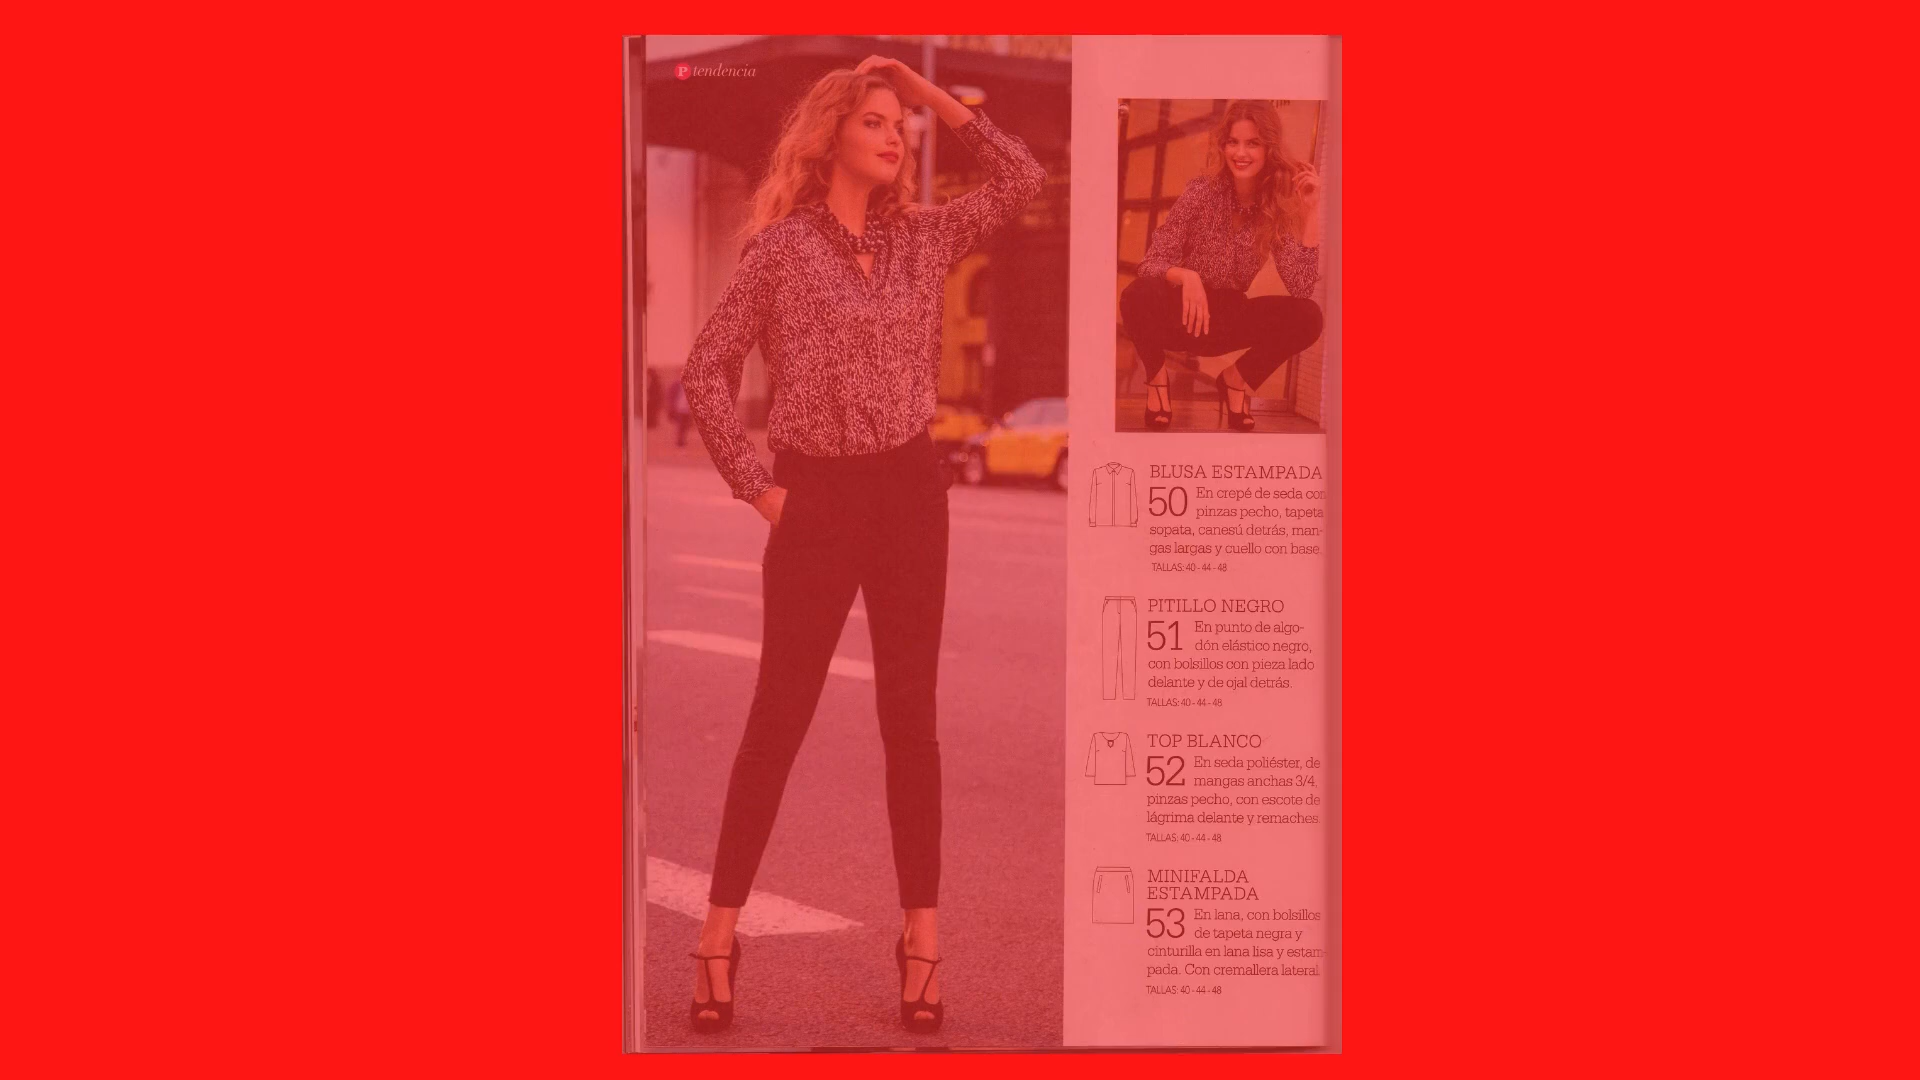 P tendencia
BLUSA ESTAMPADA
50 En crepé de seda con
pinzas pecho, tapeta
sopata, canesú detrás, man-
gas largas y cuello con base.
TALLAS: 40 - 44 - 48
PITILLO NEGRO
51 En punto de algo-
dón elástico negro,
con bolsillos con pieza lado
delante y de ojal detrás.
TALLAS: 40 - 44 - 48
TOP BLANCO
52 En seda poliéster, de
mangas anchas 3/4,
pinzas pecho, con escote de
lágrima delante y remaches.
TALLAS: 40 - 44 - 48
MINIFALDA
ESTAMPADA
53 En lana, con bolsillos
de tapeta negra y
cinturilla en lana lisa y estam-
pada. Con cremallera lateral.
TALLAS: 40 - 44 - 48